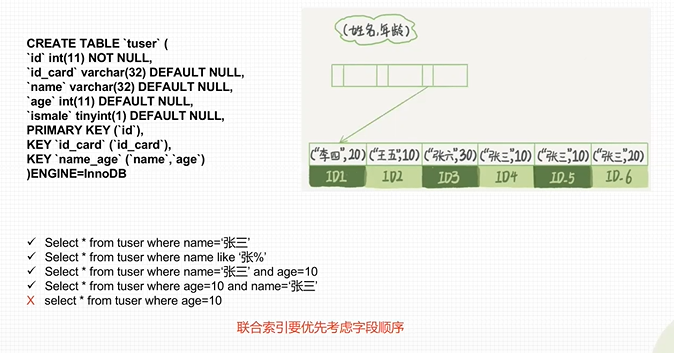 CREATE TABLE `tuser` (
`id` int(11) NOT NULL,
`id_card` varchar(32) DEFAULT NULL,
`name` varchar(32) DEFAULT NULL,
`age` int(11) DEFAULT NULL,
`ismale` tinyint(1) DEFAULT NULL,
PRIMARY KEY (`id`),
KEY `id_card` (`id_card`),
KEY `name_age` (`name`,`age`)
)ENGINE=InnoDB
(姓名,年龄)
("李四",20) ("王五",10) ("张六",30) ("张三",10) ("张三",10) ("张三",20)
ID1 ID2 ID3 ID4 ID.5 ID.6
✓ Select * from tuser where name=‘张三’
✓ Select * from tuser where name like ‘张%’
✓ Select * from tuser where name=‘张三’ and age=10
✓ Select * from tuser where age=10 and name=‘张三’
X select * from tuser where age=10
联合索引要优先考虑字段顺序